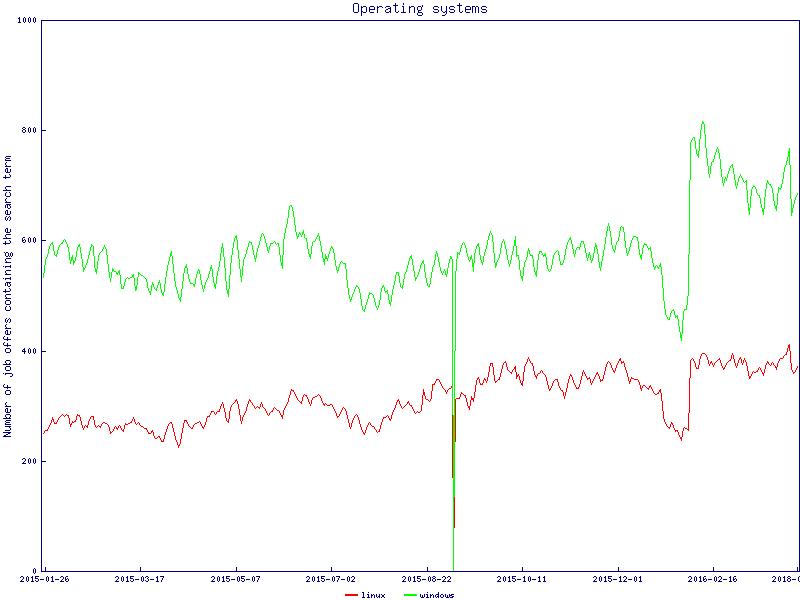 Operating systems
1000
800
600
400
200
0
Number of job offers containing the search term
2015-01-26 2015-03-17 2015-05-07 2015-07-02 2015-08-22 2015-10-11 2015-12-01 2016-02-16 2018-0
linux windows